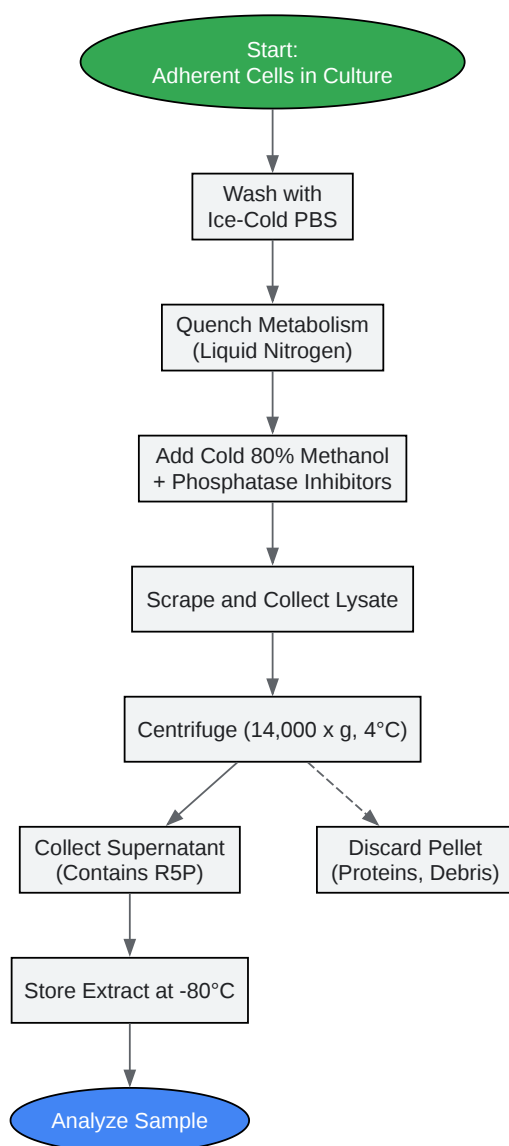 Start:
Adherent Cells in Culture
Wash with
Ice-Cold PBS
Quench Metabolism
(Liquid Nitrogen)
Add Cold 80% Methanol
+ Phosphatase Inhibitors
Scrape and Collect Lysate
Centrifuge (14,000 x g, 4°C)
Collect Supernatant
(Contains R5P)
Discard Pellet
(Proteins, Debris)
Store Extract at -80°C
Analyze Sample